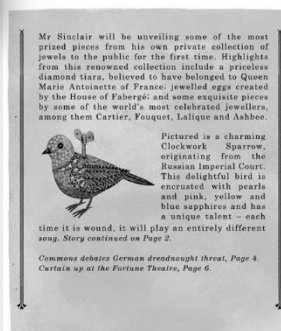 Mr Sinclair will be unveiling some of the most
prized pieces from his own private collection of
jewels to the public for the first time. Highlights
from this renowned collection include a priceless
diamond tiara, believed to have belonged to Queen
Marie Antoinette of France; jewelled eggs created
by the House of Fabergé; and some exquisite pieces
by some of the world's most celebrated jewellers,
among them Cartier, Fouquet, Lalique and Ashbee.
Pictured is a charming
Clockwork Sparrow,
originating from the
Russian Imperial Court.
This delightful bird is
encrusted with pearls
and pink, yellow and
blue sapphires and has
a unique talent – each
time it is wound, it will play an entirely different
song. Story continued on Page 2.
Commons debates German dreadnought threat, Page 4.
Curtain up at the Fortune Theatre, Page 6.